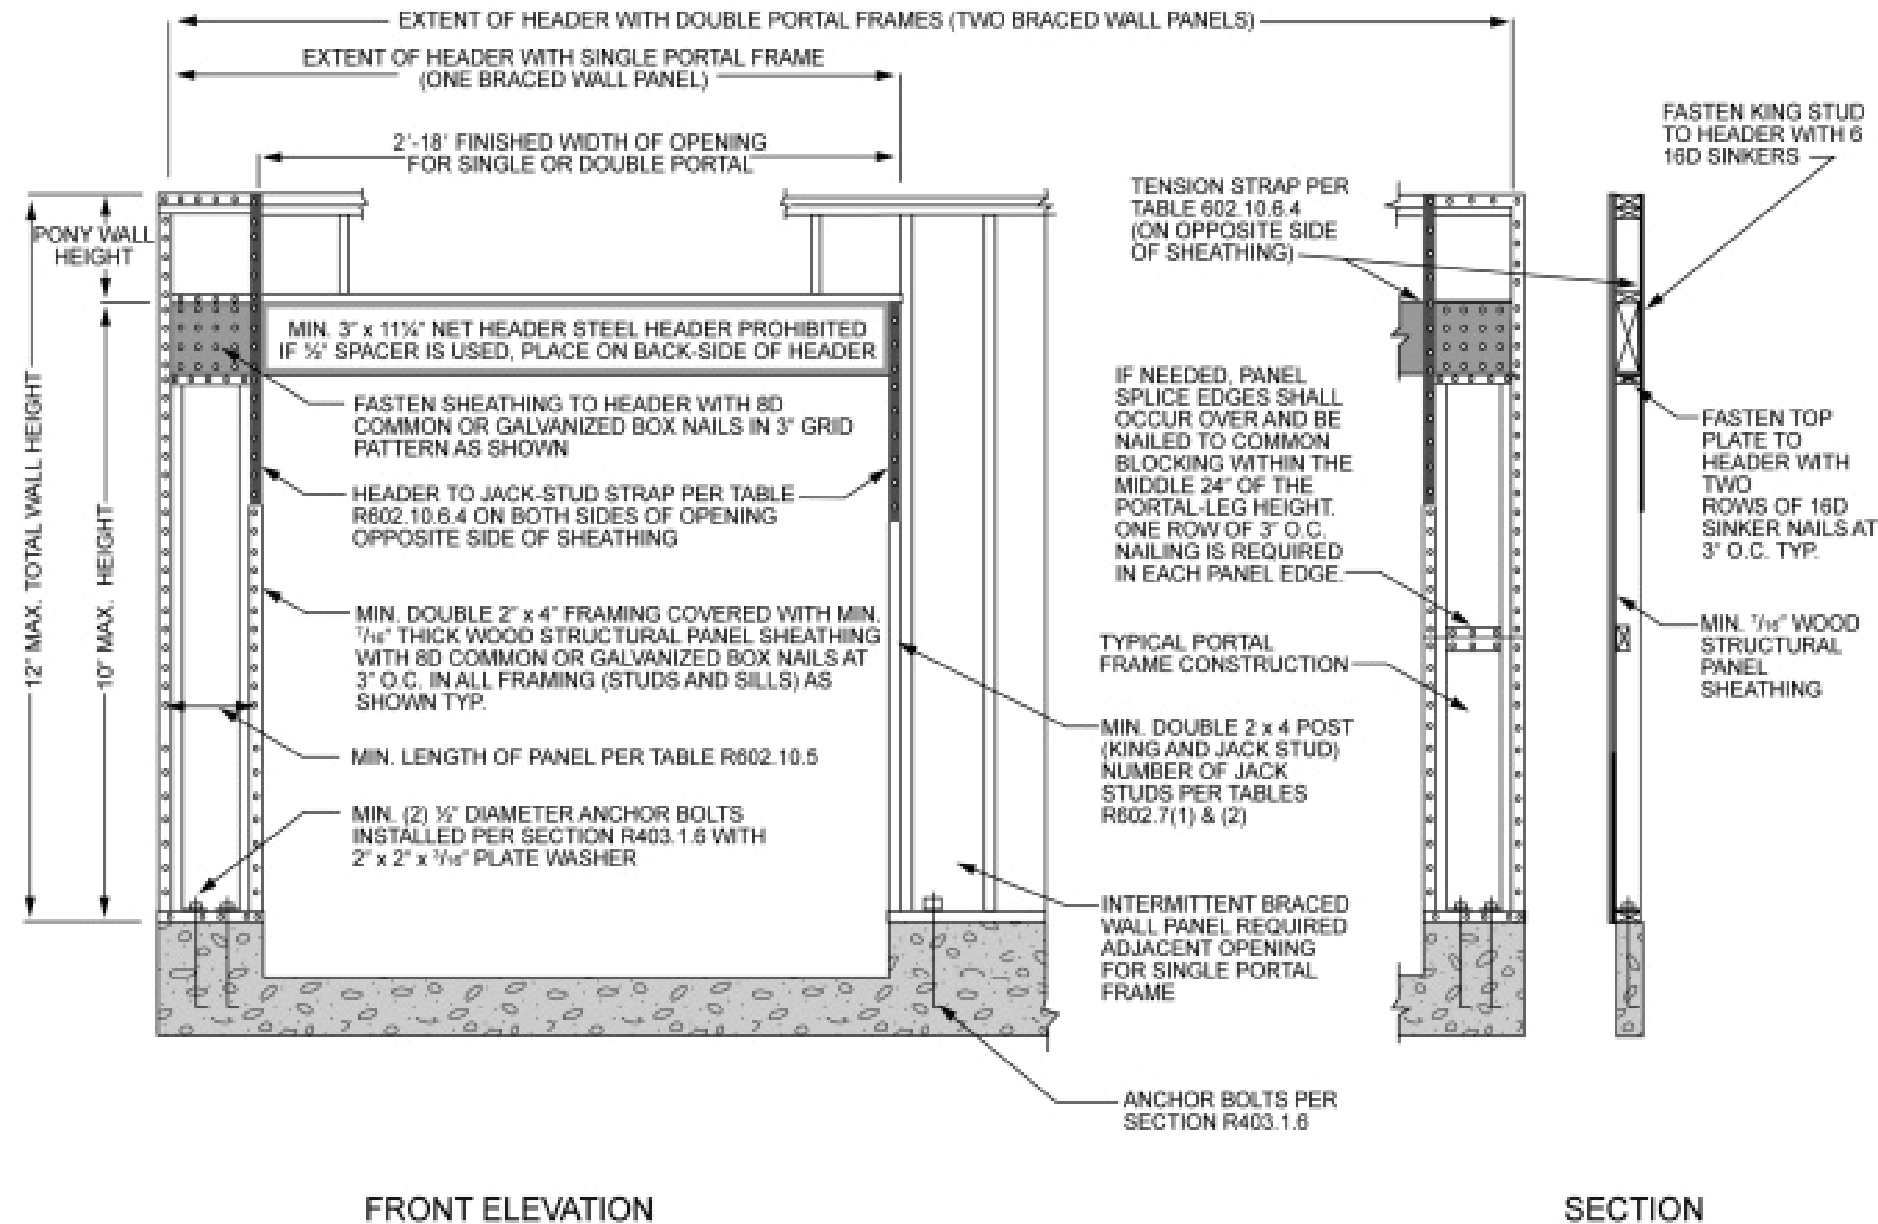 EXTENT OF HEADER WITH DOUBLE PORTAL FRAMES (TWO BRACED WALL PANELS)
EXTENT OF HEADER WITH SINGLE PORTAL FRAME
(ONE BRACED WALL PANEL)
2'-18' FINISHED WIDTH OF OPENING
FOR SINGLE OR DOUBLE PORTAL
FASTEN KING STUD
TO HEADER WITH 6
16D SINKERS
TENSION STRAP PER
TABLE 602.10.6.4
(ON OPPOSITE SIDE
OF SHEATHING)
PONY WALL
HEIGHT
12" MAX. TOTAL WALL HEIGHT
10" MAX. HEIGHT
MIN. 3" x 11¼" NET HEADER STEEL HEADER PROHIBITED
IF ½" SPACER IS USED, PLACE ON BACK-SIDE OF HEADER
FASTEN SHEATHING TO HEADER WITH 8D
COMMON OR GALVANIZED BOX NAILS IN 3" GRID
PATTERN AS SHOWN
HEADER TO JACK-STUD STRAP PER TABLE
R602.10.6.4 ON BOTH SIDES OF OPENING
OPPOSITE SIDE OF SHEATHING
MIN. DOUBLE 2" x 4" FRAMING COVERED WITH MIN.
7/16" THICK WOOD STRUCTURAL PANEL SHEATHING
WITH 8D COMMON OR GALVANIZED BOX NAILS AT
3" O.C. IN ALL FRAMING (STUDS AND SILLS) AS
SHOWN TYP.
MIN. LENGTH OF PANEL PER TABLE R602.10.5
MIN. (2) ½" DIAMETER ANCHOR BOLTS
INSTALLED PER SECTION R403.1.6 WITH
2" x 2" x 3/16" PLATE WASHER
IF NEEDED, PANEL
SPLICE EDGES SHALL
OCCUR OVER AND BE
NAILED TO COMMON
BLOCKING WITHIN THE
MIDDLE 24" OF THE
PORTAL-LEG HEIGHT.
ONE ROW OF 3" O.C.
NAILING IS REQUIRED
IN EACH PANEL EDGE.
TYPICAL PORTAL
FRAME CONSTRUCTION
MIN. DOUBLE 2 x 4 POST
(KING AND JACK STUD)
NUMBER OF JACK
STUDS PER TABLES
R602.7(1) & (2)
INTERMITTENT BRACED
WALL PANEL REQUIRED
ADJACENT OPENING
FOR SINGLE PORTAL
FRAME
ANCHOR BOLTS PER
SECTION R403.1.6
FASTEN TOP
PLATE TO
HEADER WITH
TWO
ROWS OF 16D
SINKER NAILS AT
3" O.C. TYP.
MIN. 7/16" WOOD
STRUCTURAL
PANEL
SHEATHING
FRONT ELEVATION
SECTION